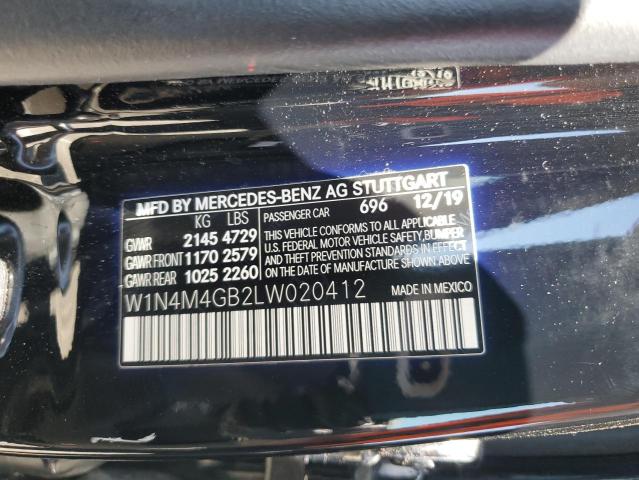 MFD BY MERCEDES-BENZ AG STUTTGART
KG LBS
PASSENGER CAR 696 12/19
GVWR 2145 4729
GAWR FRONT 1170 2579
GAWR REAR 1025 2260
THIS VEHICLE CONFORMS TO ALL APPLICABLE
U.S. FEDERAL MOTOR VEHICLE SAFETY, BUMPER
AND THEFT PREVENTION STANDARDS
IN EFFECT ON THE DATE OF
MANUFACTURE SHOWN ABOVE.
W1N4M4GB2LW020412
MADE IN MEXICO